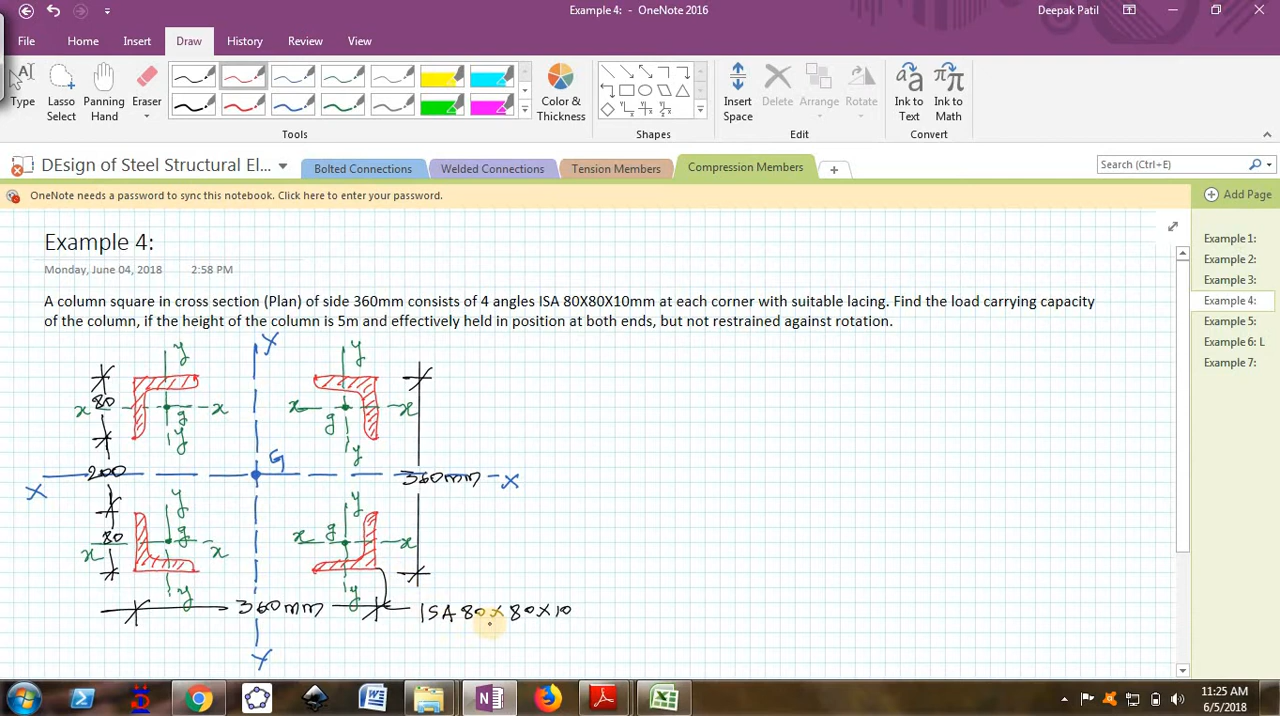 Example 4: - OneNote 2016
Deepak Patil
File Home Insert Draw History Review View
Type
Lasso Select
Panning Hand
Eraser
Color & Thickness
Insert Space
Delete
Arrange
Rotate
Ink to Text
Ink to Math
Tools
Shapes
Edit
Convert
DEsign of Steel Structural El...
Bolted Connections
Welded Connections
Tension Members
Compression Members
Search (Ctrl+E)
OneNote needs a password to sync this notebook. Click here to enter your password.
Add Page
Example 1:
Example 2:
Example 3:
Example 4:
Example 5:
Example 6: L
Example 7:
Example 4:
Monday, June 04, 2018 2:58 PM
A column square in cross section (Plan) of side 360mm consists of 4 angles ISA 80X80X10mm at each corner with suitable lacing. Find the load carrying capacity
of the column, if the height of the column is 5m and effectively held in position at both ends, but not restrained against rotation.
y Y y
x 80 g x x g x
y y
G
X 200 360mm X
y y
80 g g
x x x x
y y
360mm ISA 80X80X10
Y
11:25 AM
6/5/2018